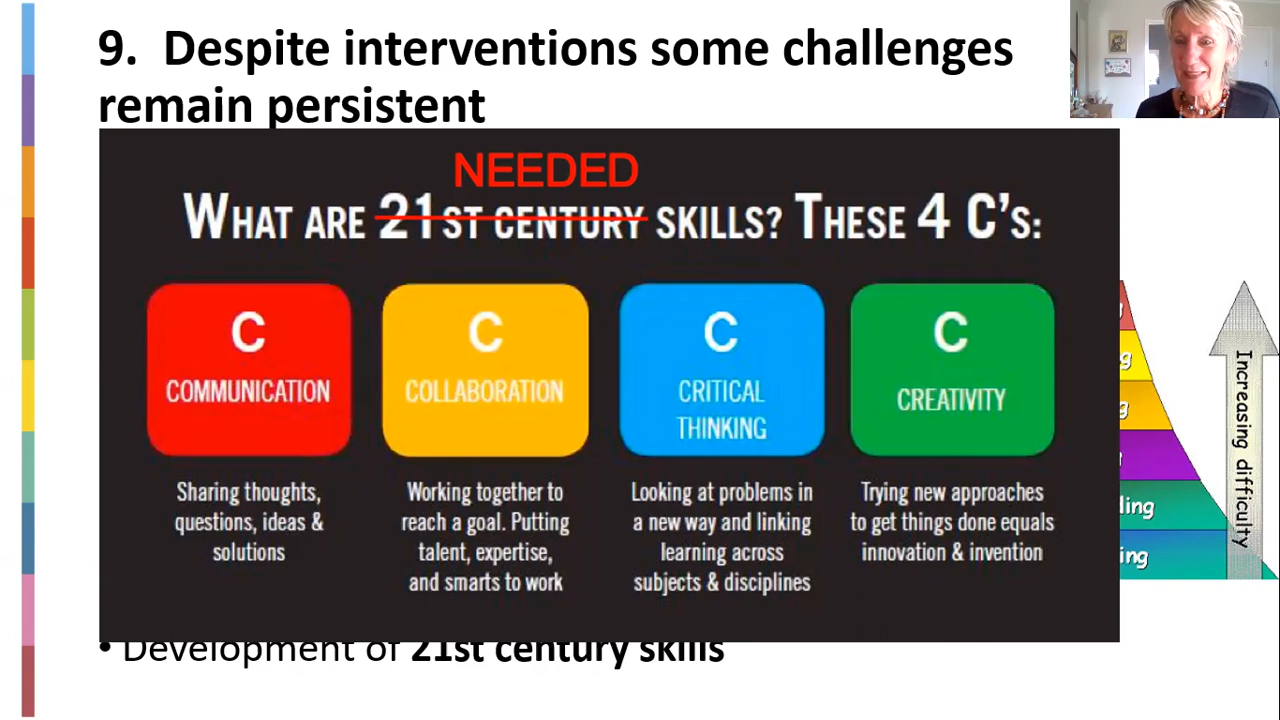 9. Despite interventions some challenges
remain persistent
NEEDED
WHAT ARE 21ST CENTURY SKILLS? THESE 4 C'S:
C
COMMUNICATION
Sharing thoughts,
questions, ideas &
solutions
C
COLLABORATION
Working together to
reach a goal. Putting
talent, expertise,
and smarts to work
C
CRITICAL
THINKING
Looking at problems in
a new way and linking
learning across
subjects & disciplines
C
CREATIVITY
Trying new approaches
to get things done equals
innovation & invention
Increasing difficulty
• Development of 21st century skills